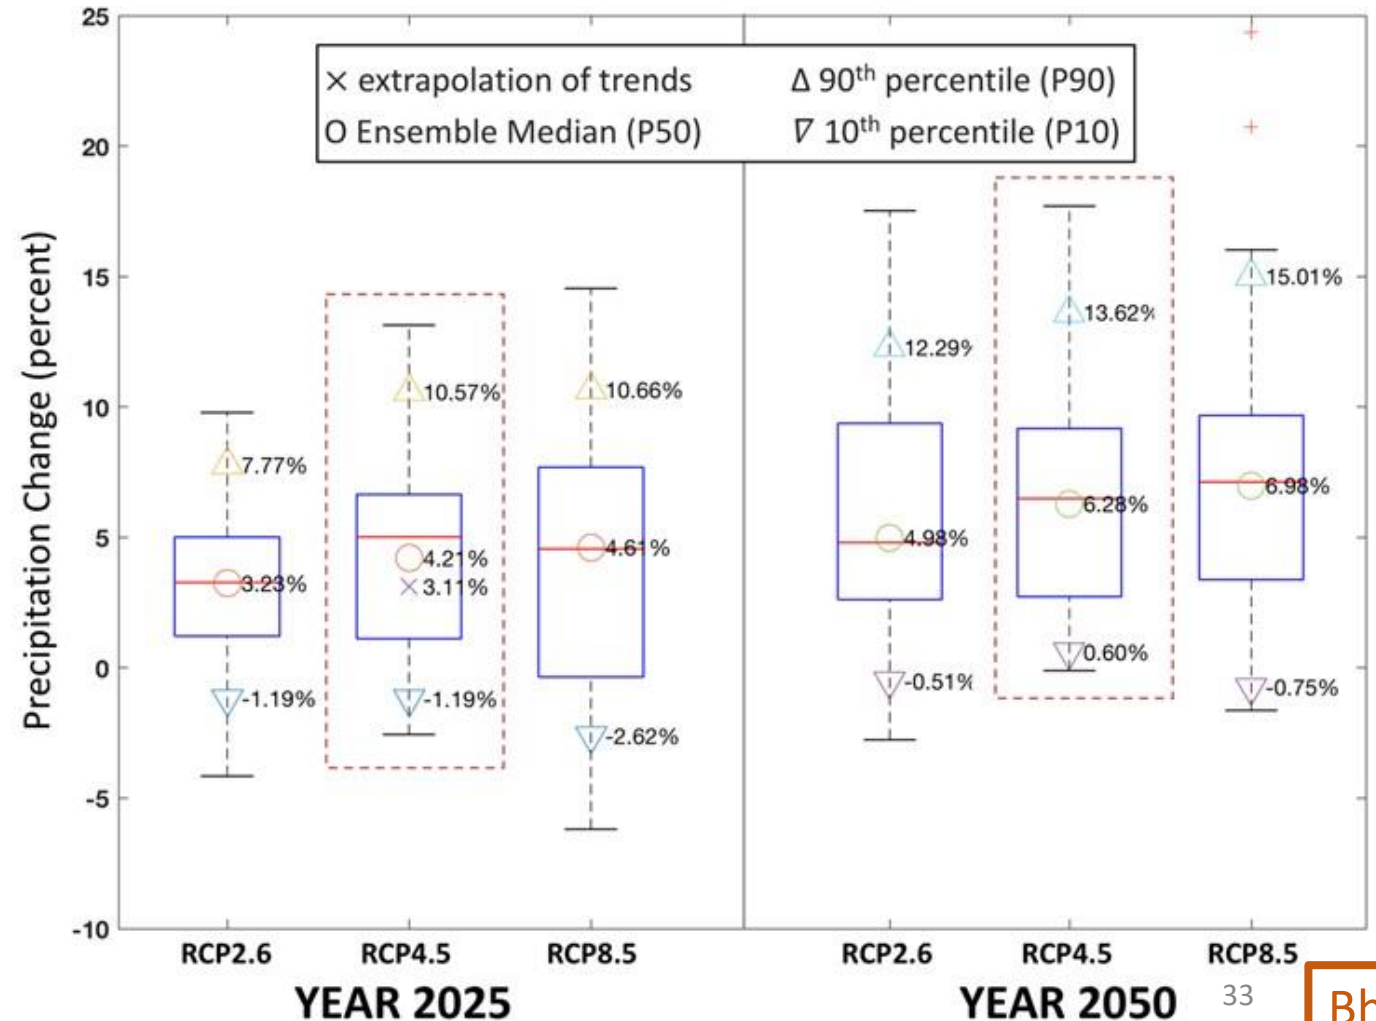 25
20
15
10
5
0
-5
-10
Precipitation Change (percent)
× extrapolation of trends
Δ 90th percentile (P90)
O Ensemble Median (P50)
∇ 10th percentile (P10)
7.77%
3.23%
-1.19%
10.57%
4.21%
3.11%
-1.19%
10.66%
4.61%
-2.62%
12.29%
4.98%
-0.51%
13.62%
6.28%
0.60%
15.01%
6.98%
-0.75%
RCP2.6 RCP4.5 RCP8.5
RCP2.6 RCP4.5 RCP8.5
YEAR 2025
YEAR 2050
33
Bh